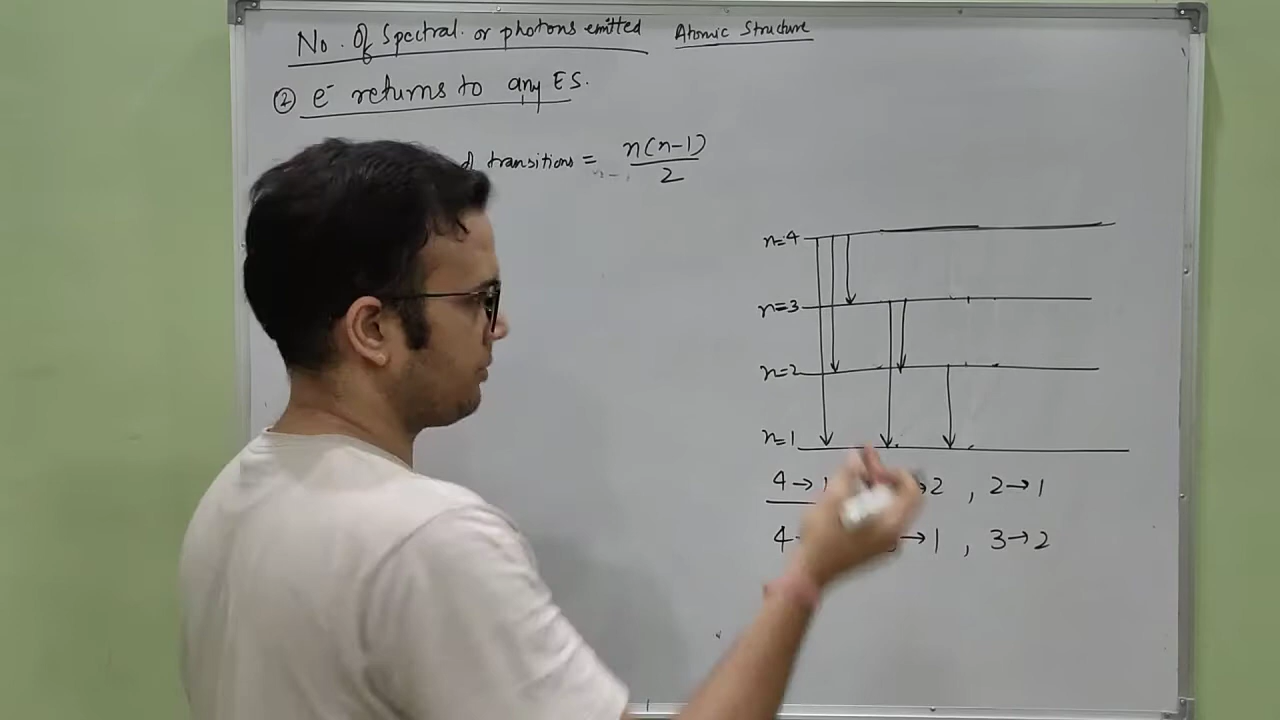 No. of Spectral. or photons emitted Atomic Structure
② e⁻ returns to any ES.
of transitions = n(n-1)/2
n=4
n=3
n=2
n=1
4→1 →2 , 2→1
4- →1 , 3→2